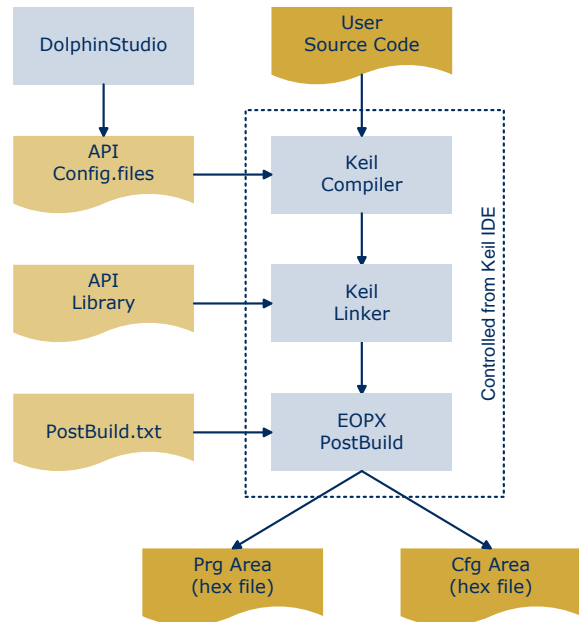 DolphinStudio
User
Source Code
API
Config.files
Keil
Compiler
API
Library
Keil
Linker
Controlled from Keil IDE
PostBuild.txt
EOPX
PostBuild
Prg Area
(hex file)
Cfg Area
(hex file)